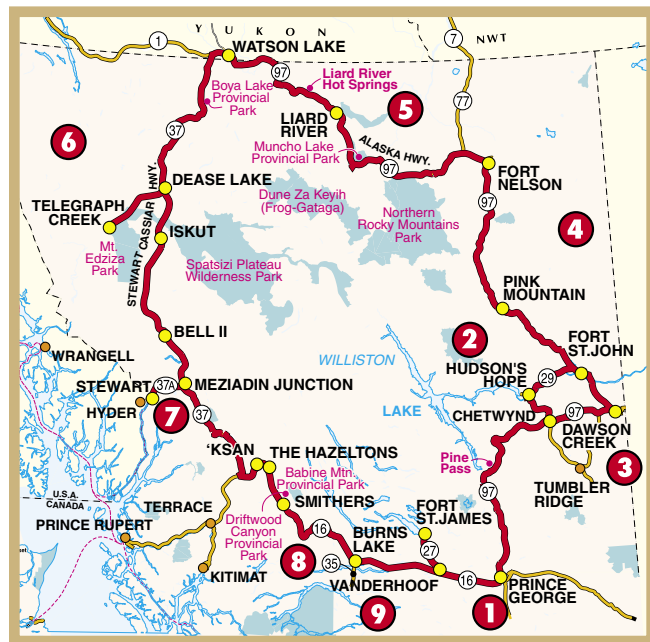 YUKON
NWT
1
7
WATSON LAKE
97
Liard River
Hot Springs
Boya Lake
Provincial
Park
77
5
LIARD
RIVER
6
37
Muncho Lake
Provincial Park
ALASKA HWY.
97
FORT
NELSON
DEASE LAKE
Dune Za Keyih
(Frog-Gataga)
97
TELEGRAPH
CREEK
STEWART CASSIAR HWY.
Northern
Rocky Mountains
Park
4
ISKUT
Mt.
Edziza
Park
Spatsizi Plateau
Wilderness Park
PINK
MOUNTAIN
BELL II
2
FORT
ST.JOHN
WRANGELL
WILLISTON
LAKE
HUDSON'S
HOPE
29
STEWART
37A
MEZIADIN JUNCTION
HYDER
7
37
CHETWYND
97
DAWSON
CREEK
'KSAN
THE HAZELTONS
Pine
Pass
3
Babine Mtn.
Provincial Park
TUMBLER
RIDGE
97
U.S.A.
CANADA
SMITHERS
TERRACE
FORT
ST.JAMES
PRINCE RUPERT
Driftwood
Canyon
Provincial
Park
16
BURNS
LAKE
27
8
35
KITIMAT
VANDERHOOF
16
PRINCE
GEORGE
9
1